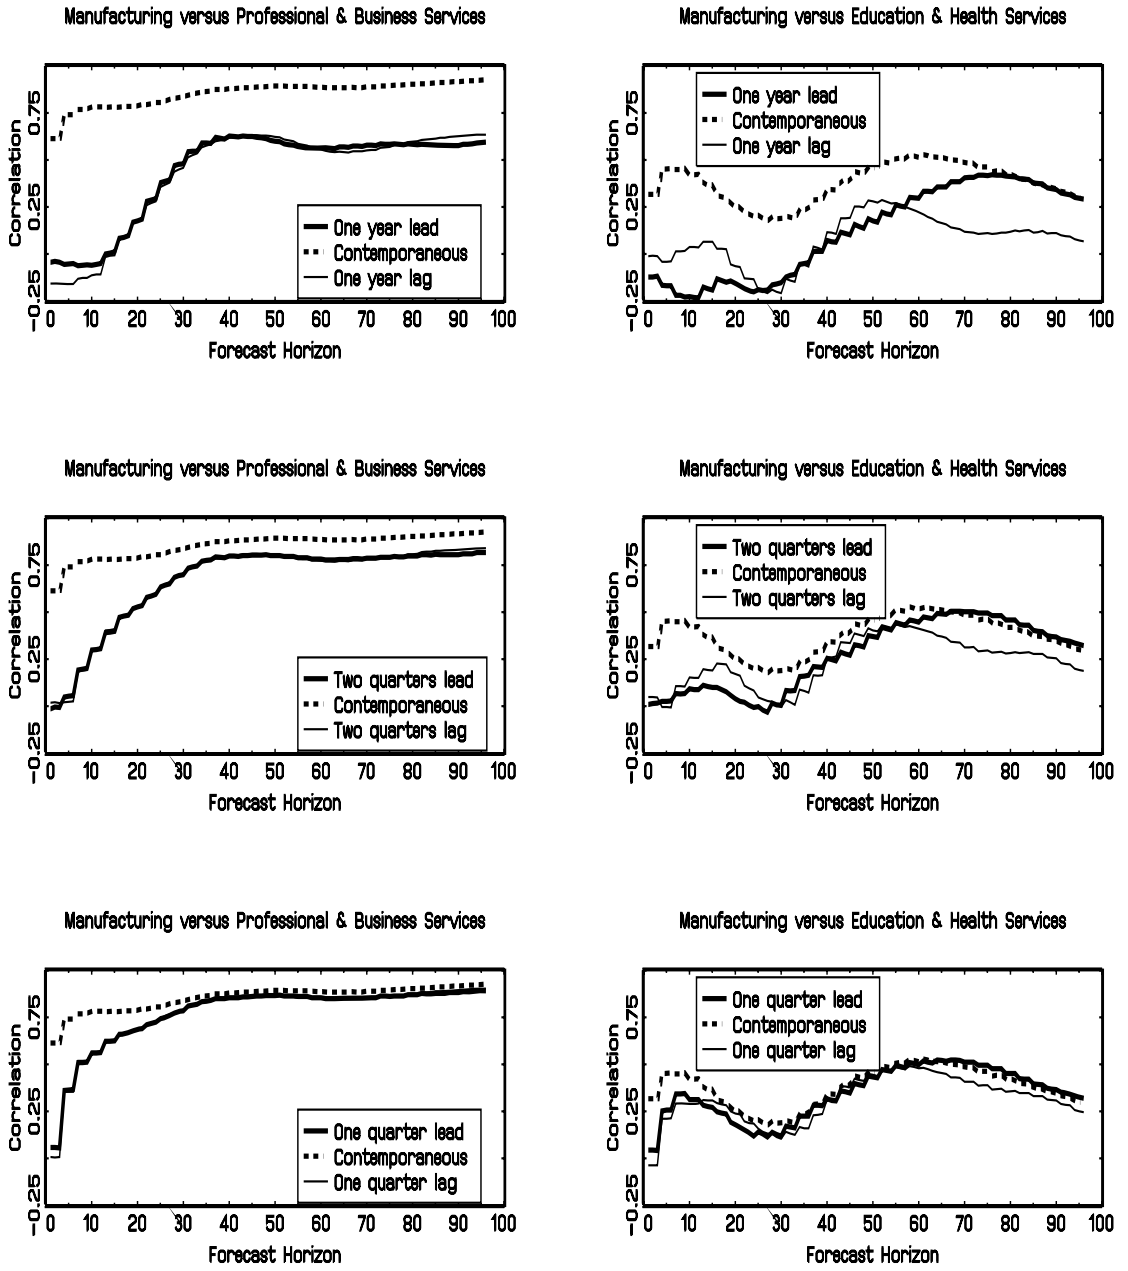 Manufacturing versus Professional & Business Services
Correlation
0.75
0.25
-0.25
One year lead
Contemporaneous
One year lag
0 10 20 30 40 50 60 70 80 90 100
Forecast Horizon
Manufacturing versus Education & Health Services
Correlation
0.75
0.25
-0.25
One year lead
Contemporaneous
One year lag
0 10 20 30 40 50 60 70 80 90 100
Forecast Horizon
Manufacturing versus Professional & Business Services
Correlation
0.75
0.25
-0.25
Two quarters lead
Contemporaneous
Two quarters lag
0 10 20 30 40 50 60 70 80 90 100
Forecast Horizon
Manufacturing versus Education & Health Services
Correlation
0.75
0.25
-0.25
Two quarters lead
Contemporaneous
Two quarters lag
0 10 20 30 40 50 60 70 80 90 100
Forecast Horizon
Manufacturing versus Professional & Business Services
Correlation
0.75
0.25
-0.25
One quarter lead
Contemporaneous
One quarter lag
0 10 20 30 40 50 60 70 80 90 100
Forecast Horizon
Manufacturing versus Education & Health Services
Correlation
0.75
0.25
-0.25
One quarter lead
Contemporaneous
One quarter lag
0 10 20 30 40 50 60 70 80 90 100
Forecast Horizon